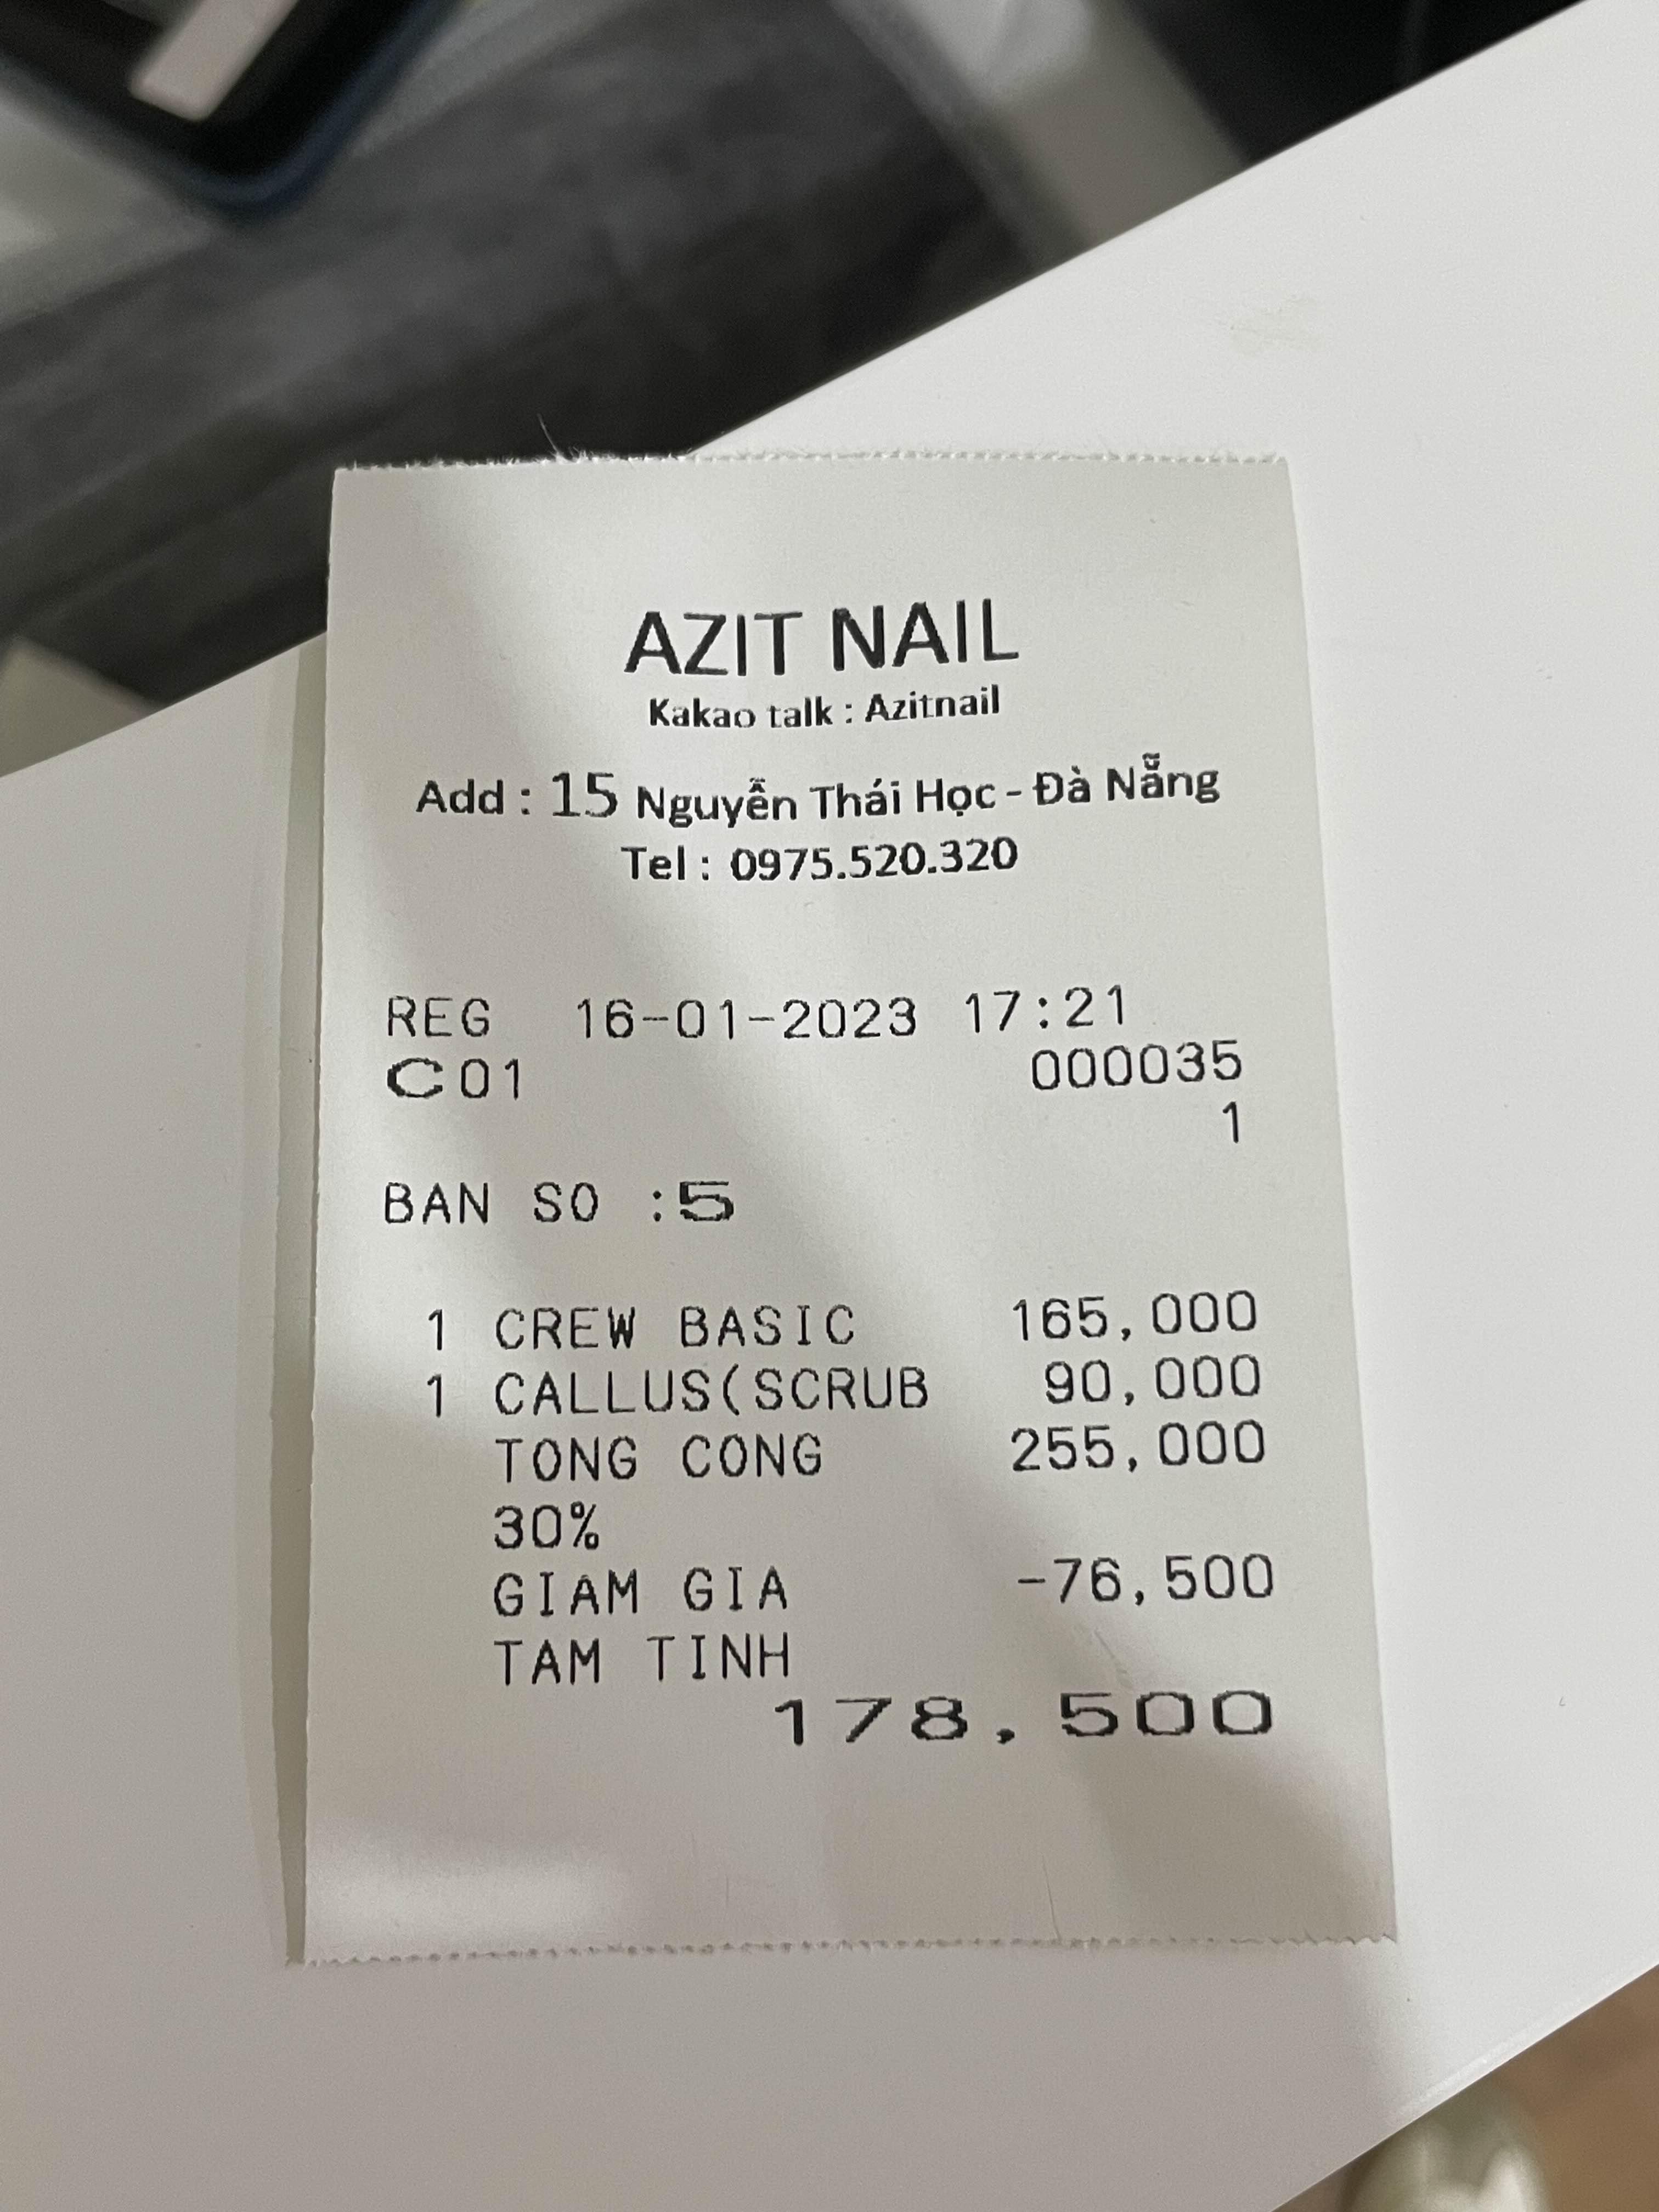 AZIT NAIL
Kakao talk : Azitnail
Add : 15 Nguyễn Thái Học - Đà Nẵng
Tel : 0975.520.320
REG 16-01-2023 17:21
C01 000035
1
BAN SO :5
1 CREW BASIC 165,000
1 CALLUS(SCRUB 90,000
TONG CONG 255,000
30%
GIAM GIA -76,500
TAM TINH
178,500